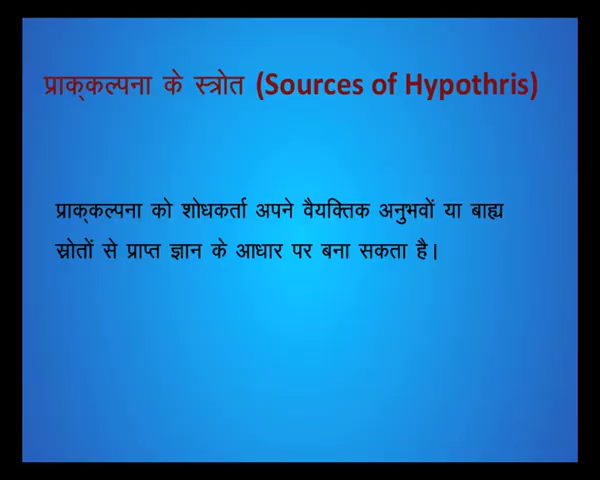 प्राक्कल्पना के स्त्रोत (Sources of Hypothris)
प्राक्कल्पना को शोधकर्ता अपने वैयक्तिक अनुभवों या बाह्य
स्रोतों से प्राप्त ज्ञान के आधार पर बना सकता है।